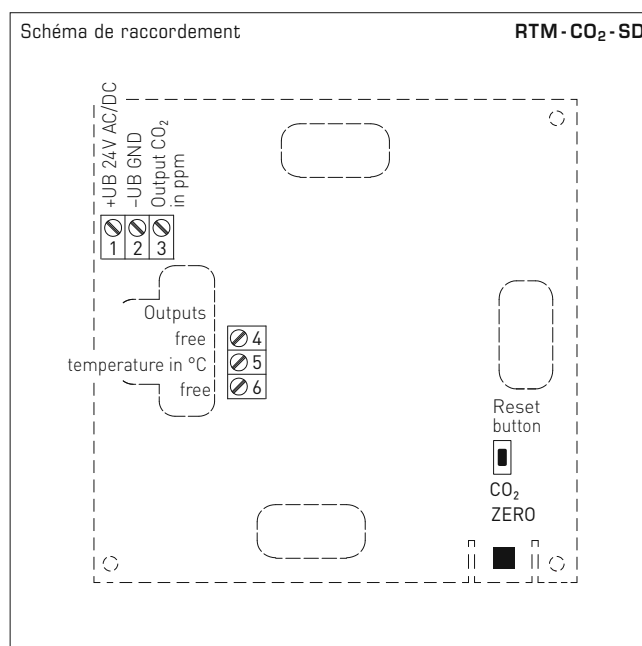 Schéma de raccordement
RTM-CO₂-SD
+UB 24V AC/DC
–UB GND
Output CO₂
in ppm
1 2 3
Outputs
free 4
temperature in °C 5
free 6
Reset
button
CO₂
ZERO